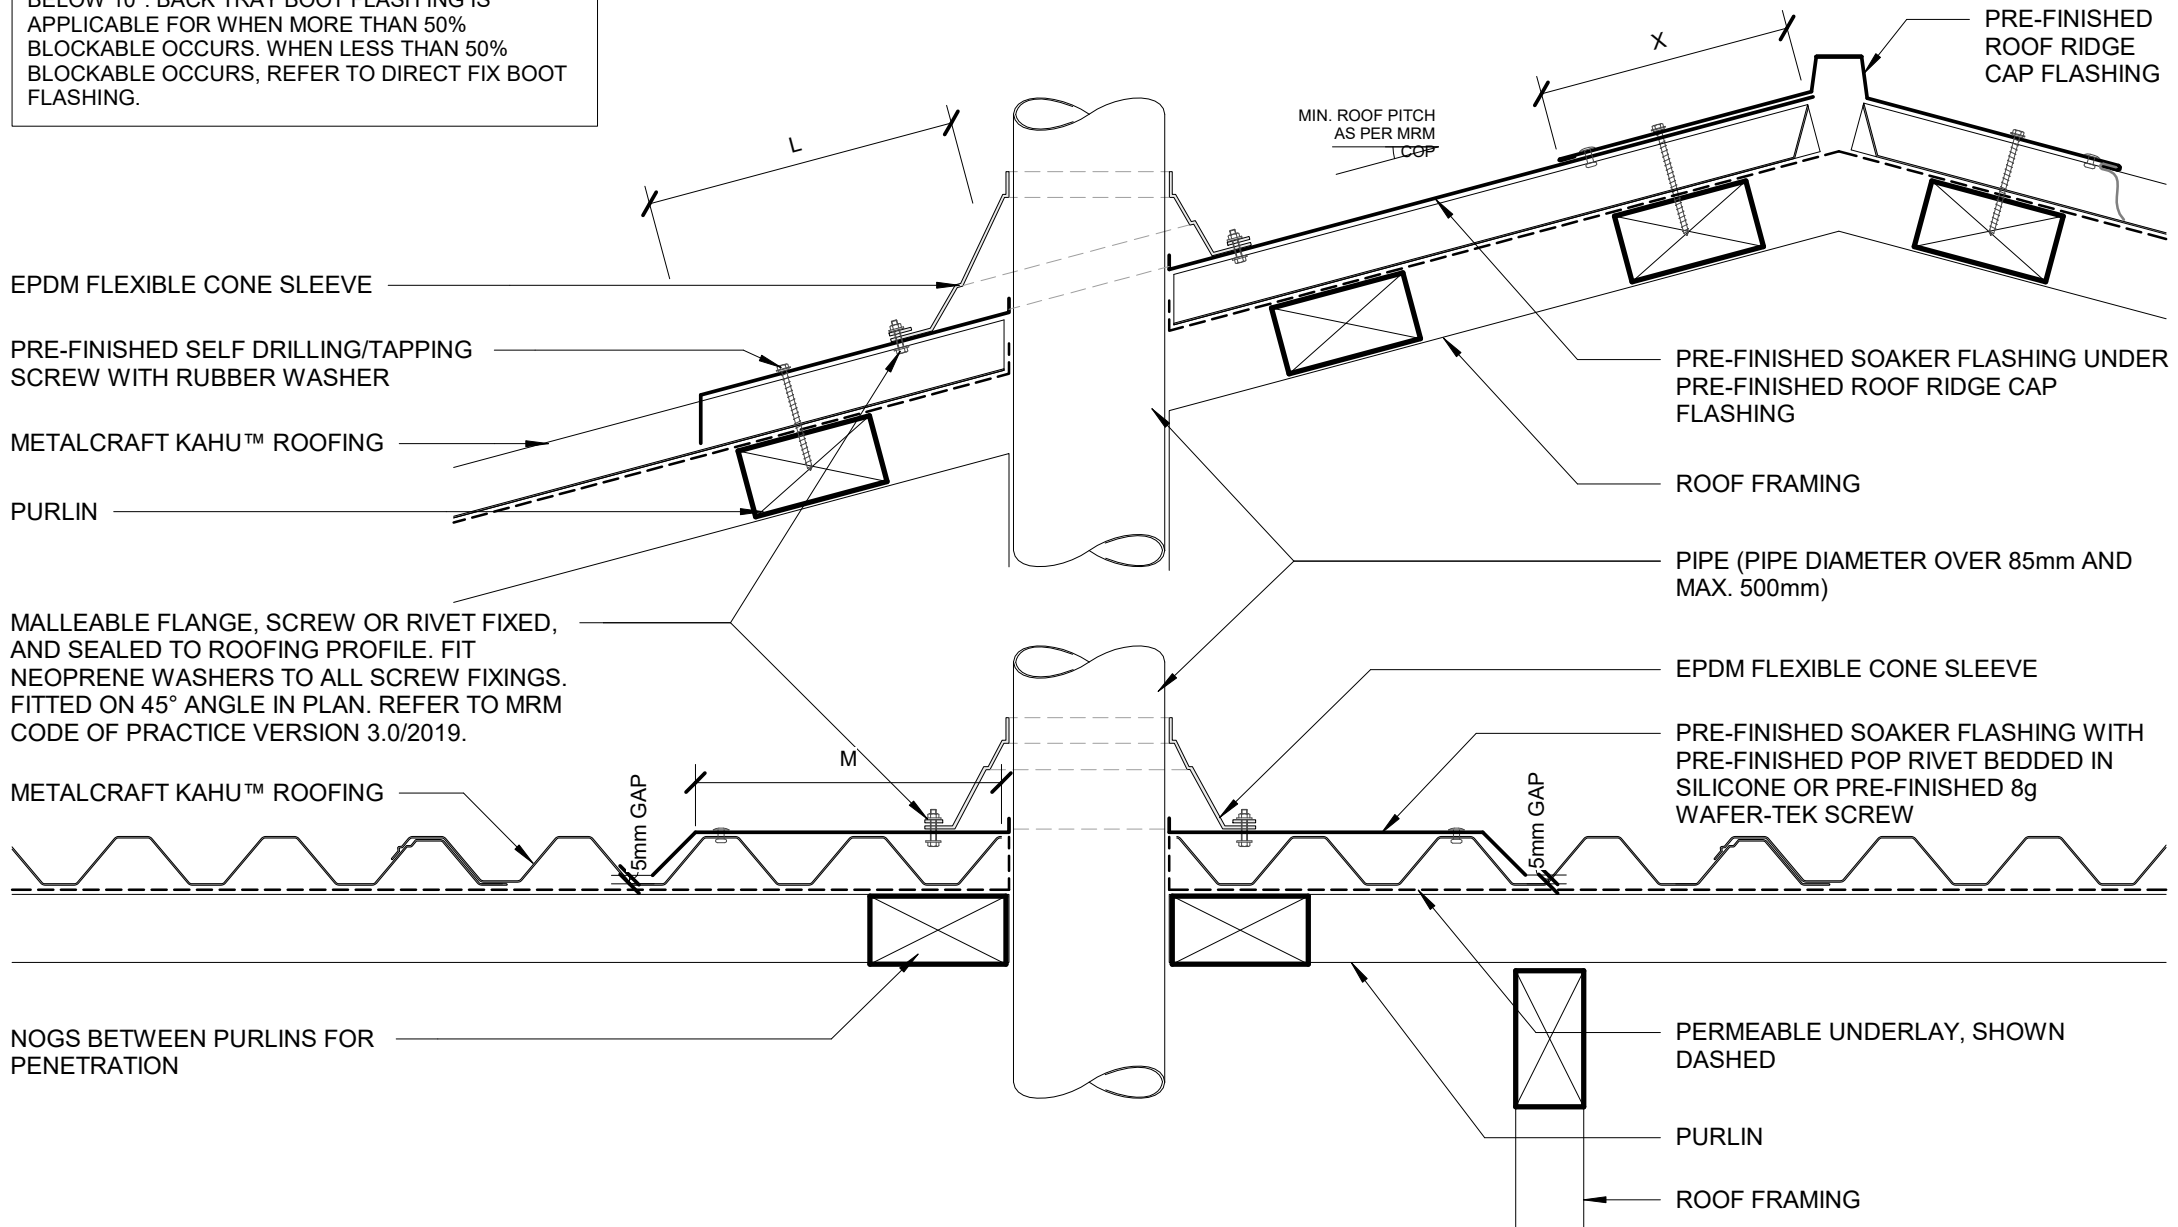 BELOW 10°. BACK TRAY BOOT FLASHING IS
APPLICABLE FOR WHEN MORE THAN 50%
BLOCKABLE OCCURS. WHEN LESS THAN 50%
BLOCKABLE OCCURS, REFER TO DIRECT FIX BOOT
FLASHING.
L
X
MIN. ROOF PITCH
AS PER MRM
COP
PRE-FINISHED
ROOF RIDGE
CAP FLASHING
EPDM FLEXIBLE CONE SLEEVE
PRE-FINISHED SELF DRILLING/TAPPING
SCREW WITH RUBBER WASHER
METALCRAFT KAHU™ ROOFING
PURLIN
MALLEABLE FLANGE, SCREW OR RIVET FIXED,
AND SEALED TO ROOFING PROFILE. FIT
NEOPRENE WASHERS TO ALL SCREW FIXINGS.
FITTED ON 45° ANGLE IN PLAN. REFER TO MRM
CODE OF PRACTICE VERSION 3.0/2019.
METALCRAFT KAHU™ ROOFING
NOGS BETWEEN PURLINS FOR
PENETRATION
M
5mm GAP
5mm GAP
PRE-FINISHED SOAKER FLASHING UNDER
PRE-FINISHED ROOF RIDGE CAP
FLASHING
ROOF FRAMING
PIPE (PIPE DIAMETER OVER 85mm AND
MAX. 500mm)
EPDM FLEXIBLE CONE SLEEVE
PRE-FINISHED SOAKER FLASHING WITH
PRE-FINISHED POP RIVET BEDDED IN
SILICONE OR PRE-FINISHED 8g
WAFER-TEK SCREW
PERMEABLE UNDERLAY, SHOWN
DASHED
PURLIN
ROOF FRAMING